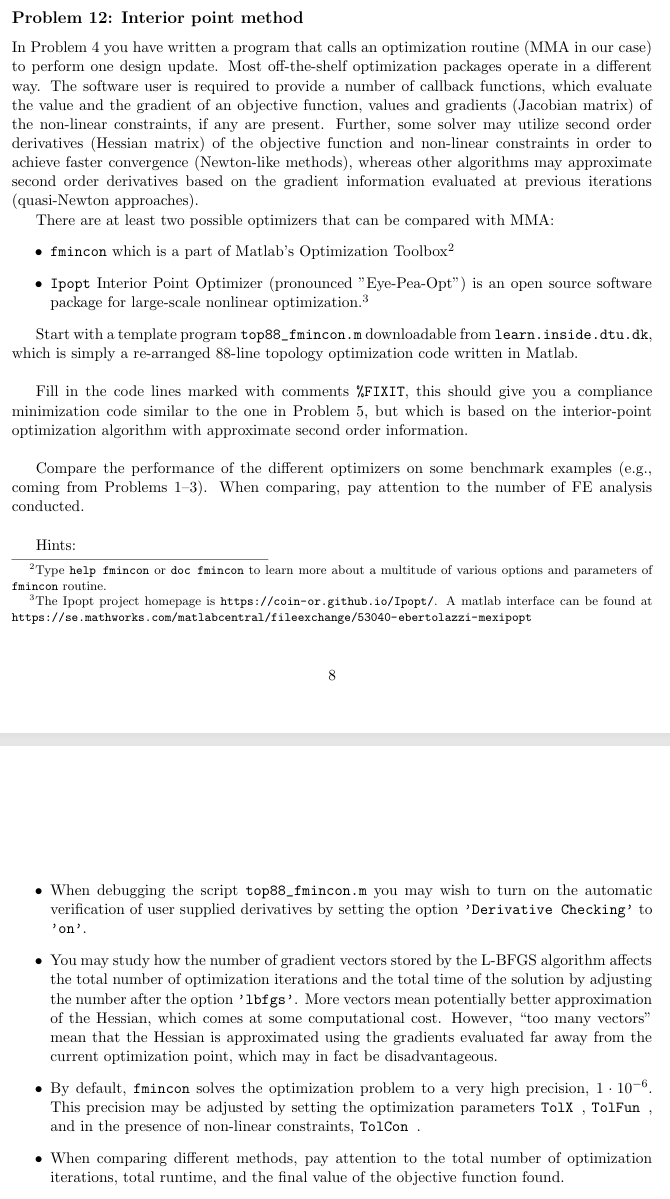 Problem 12: Interior point method
In Problem 4 you have written a program that calls an optimization routine (MMA in our case)
to perform one design update. Most off-the-shelf optimization packages operate in a different
way. The software user is required to provide a number of callback functions, which evaluate
the value and the gradient of an objective function, values and gradients (Jacobian matrix) of
the non-linear constraints, if any are present. Further, some solver may utilize second order
derivatives (Hessian matrix) of the objective function and non-linear constraints in order to
achieve faster convergence (Newton-like methods), whereas other algorithms may approximate
second order derivatives based on the gradient information evaluated at previous iterations
(quasi-Newton approaches).
There are at least two possible optimizers that can be compared with MMA:
• fmincon which is a part of Matlab's Optimization Toolbox²
• Ipopt Interior Point Optimizer (pronounced ”Eye-Pea-Opt”) is an open source software
package for large-scale nonlinear optimization.³
Start with a template program top88_fmincon.m downloadable from learn.inside.dtu.dk,
which is simply a re-arranged 88-line topology optimization code written in Matlab.
Fill in the code lines marked with comments %FIXIT, this should give you a compliance
minimization code similar to the one in Problem 5, but which is based on the interior-point
optimization algorithm with approximate second order information.
Compare the performance of the different optimizers on some benchmark examples (e.g.,
coming from Problems 1–3). When comparing, pay attention to the number of FE analysis
conducted.
Hints:
²Type help fmincon or doc fmincon to learn more about a multitude of various options and parameters of
fmincon routine.
³The Ipopt project homepage is https://coin-or.github.io/Ipopt/. A matlab interface can be found at
https://se.mathworks.com/matlabcentral/fileexchange/53040-ebertolazzi-mexipopt
8
• When debugging the script top88_fmincon.m you may wish to turn on the automatic
verification of user supplied derivatives by setting the option 'Derivative Checking' to
'on'.
• You may study how the number of gradient vectors stored by the L-BFGS algorithm affects
the total number of optimization iterations and the total time of the solution by adjusting
the number after the option 'lbfgs'. More vectors mean potentially better approximation
of the Hessian, which comes at some computational cost. However, “too many vectors”
mean that the Hessian is approximated using the gradients evaluated far away from the
current optimization point, which may in fact be disadvantageous.
• By default, fmincon solves the optimization problem to a very high precision, 1 · 10⁻⁶.
This precision may be adjusted by setting the optimization parameters TolX , TolFun ,
and in the presence of non-linear constraints, TolCon .
• When comparing different methods, pay attention to the total number of optimization
iterations, total runtime, and the final value of the objective function found.